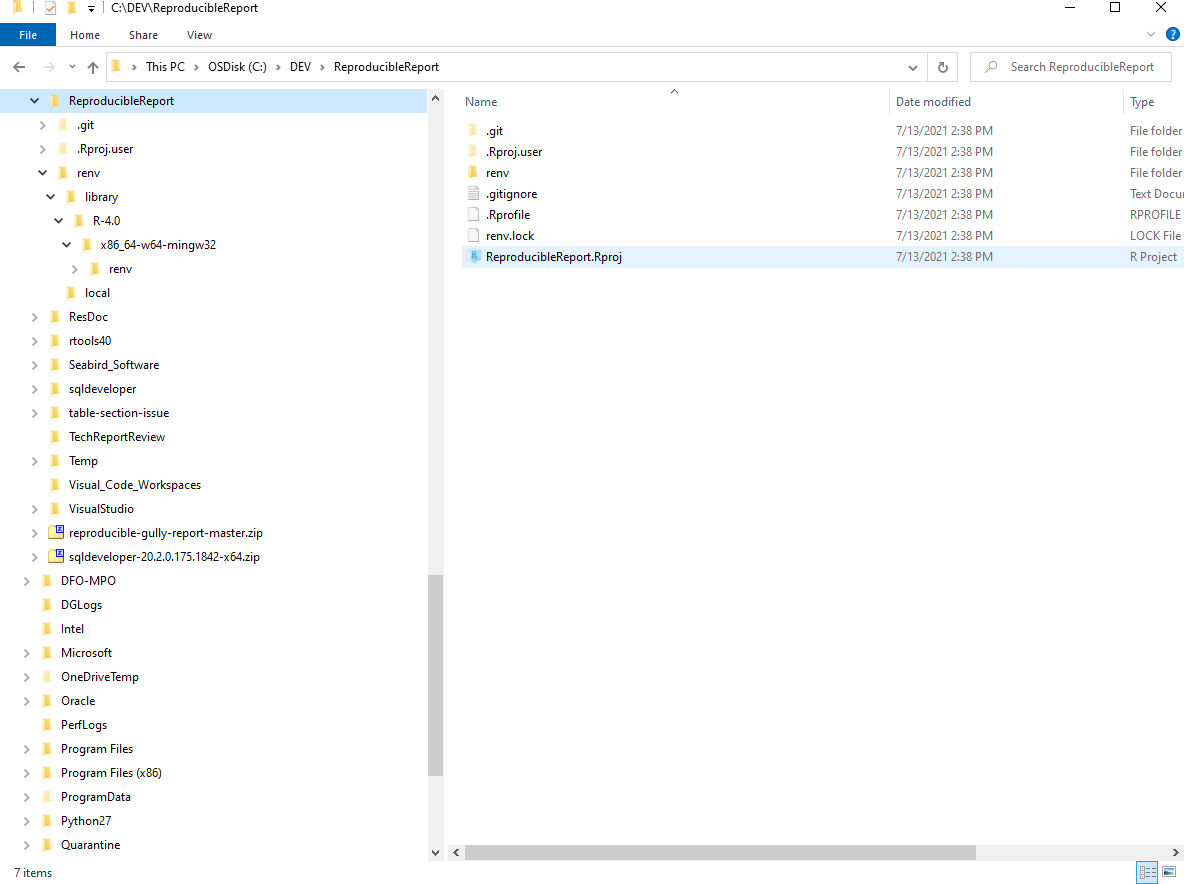 C:\DEV\ReproducibleReport
File Home Share View
This PC OSDisk (C:) DEV ReproducibleReport
Search ReproducibleReport
ReproducibleReport
.git
.Rproj.user
renv
library
R-4.0
x86_64-w64-mingw32
renv
local
ResDoc
rtools40
Seabird_Software
sqldeveloper
table-section-issue
TechReportReview
Temp
Visual_Code_Workspaces
VisualStudio
reproducible-gully-report-master.zip
sqldeveloper-20.2.0.175.1842-x64.zip
DFO-MPO
DGLogs
Intel
Microsoft
OneDriveTemp
Oracle
PerfLogs
Program Files
Program Files (x86)
ProgramData
Python27
Quarantine
Name Date modified Type
.git 7/13/2021 2:38 PM File folder
.Rproj.user 7/13/2021 2:38 PM File folder
renv 7/13/2021 2:38 PM File folder
.gitignore 7/13/2021 2:38 PM Text Docu
.Rprofile 7/13/2021 2:38 PM RPROFILE
renv.lock 7/13/2021 2:38 PM LOCK File
ReproducibleReport.Rproj 7/13/2021 2:38 PM R Project
7 items